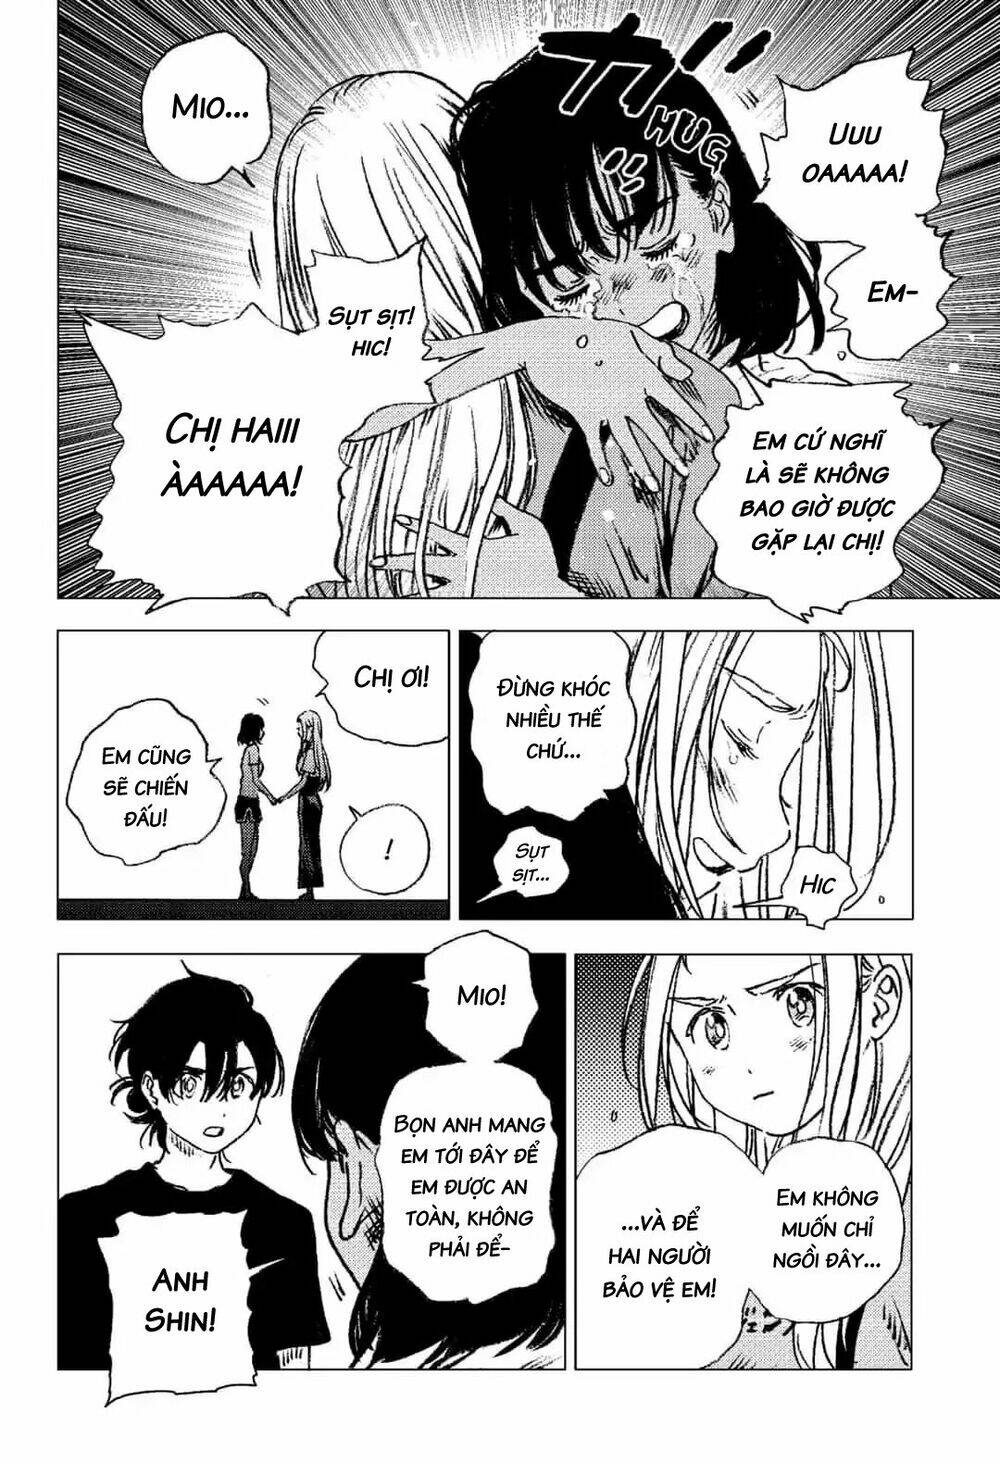 Mio...
ガ
HUG
Uuu
oaaaaa!
Em-
Sụt sịt!
Hic!
Chị haiii
àaaaaa!
Em cứ nghĩ
là sẽ không
bao giờ được
gặp lại chị!
Chị ơi!
Em cũng
sẽ chiến
đấu!
!
Đừng khóc
nhiều thế
chứ...
Sụt
sịt...
Hic
Mio!
Bọn anh mang
em tới đây để
em được an
toàn, không
phải để-
Anh
Shin!
Em không
muốn chỉ
ngồi đây...
...và để
hai người
bảo vệ em!